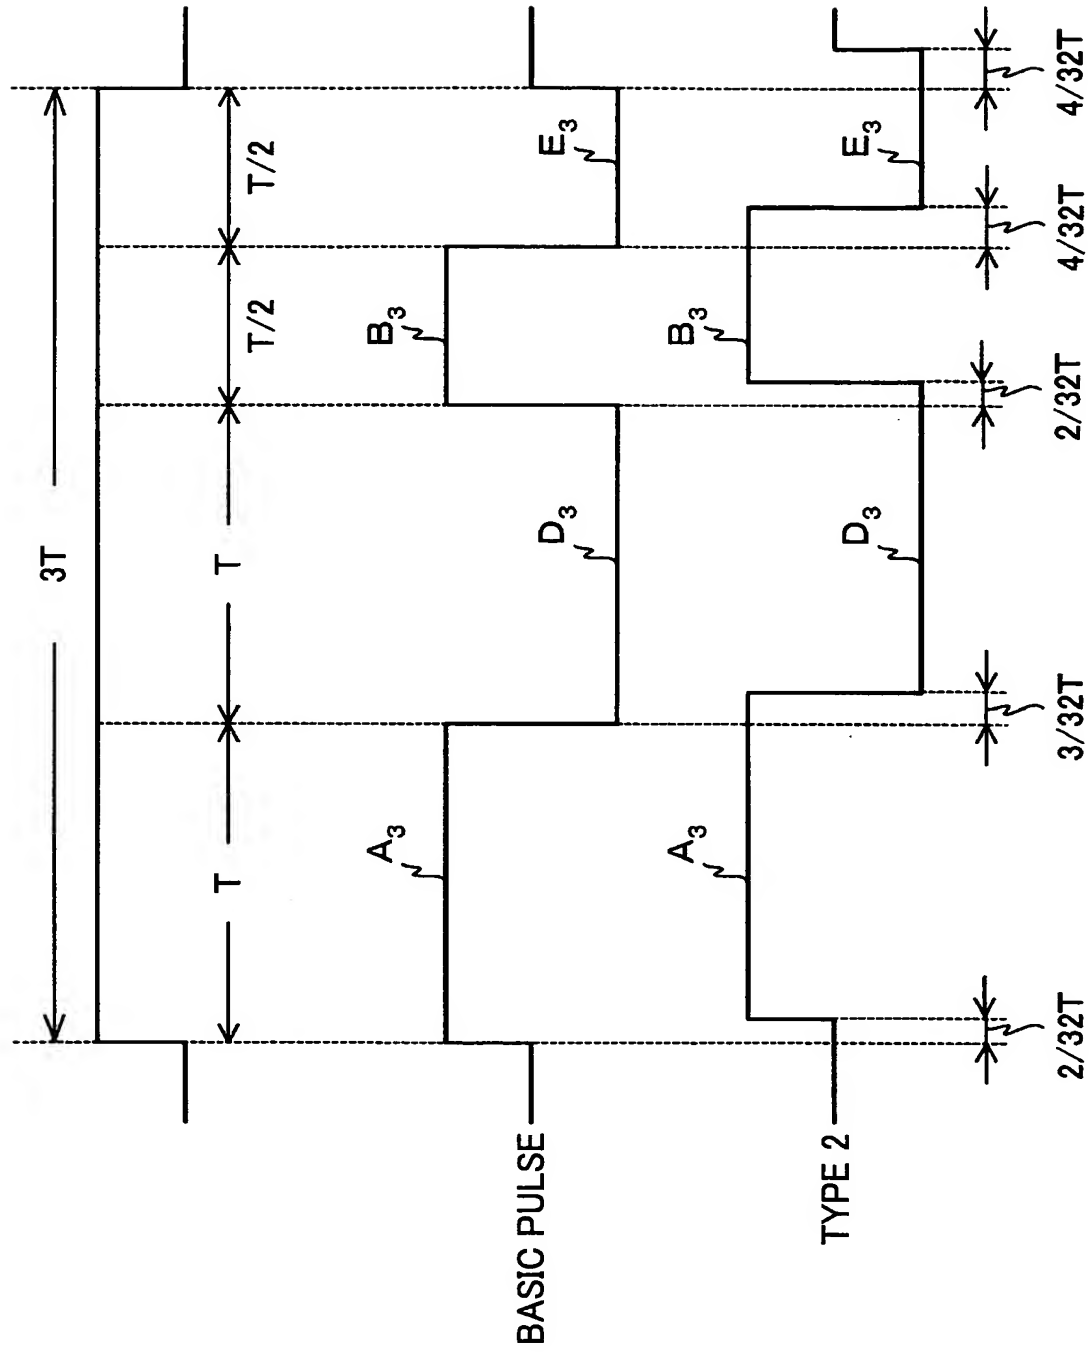 3T
T
T
T/2
T/2
BASIC PULSE
A₃
D₃
B₃
E₃
TYPE 2
A₃
D₃
B₃
E₃
2/32T
3/32T
2/32T
4/32T
4/32T